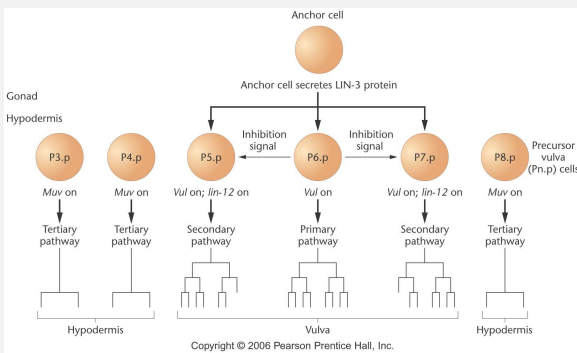 Anchor cell
Anchor cell secretes LIN-3 protein
Gonad
Hypodermis
Inhibition
signal
Inhibition
signal
P3.p
P4.p
P5.p
P6.p
P7.p
P8.p
Precursor
vulva
(Pn.p) cells
Muv on
Muv on
Vul on; lin-12 on
Vul on
Vul on; lin-12 on
Muv on
Tertiary
pathway
Tertiary
pathway
Secondary
pathway
Primary
pathway
Secondary
pathway
Tertiary
pathway
Hypodermis
Vulva
Hypodermis
Copyright © 2006 Pearson Prentice Hall, Inc.